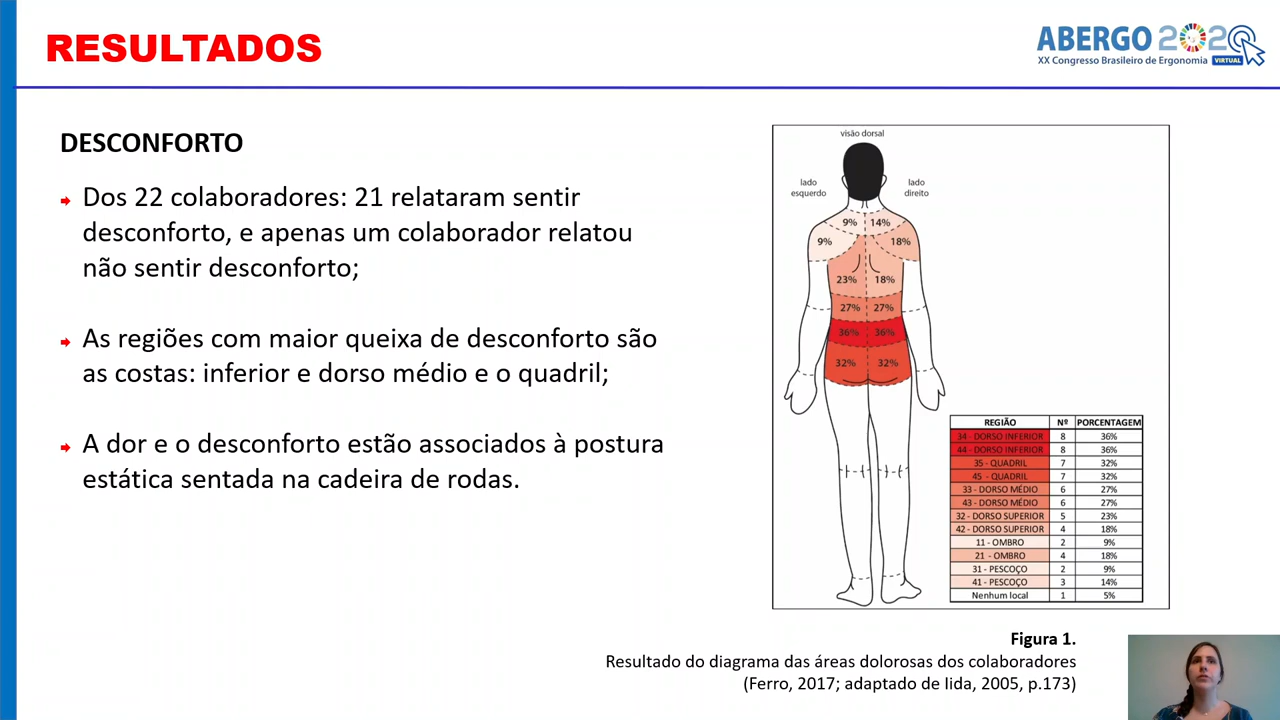 RESULTADOS
ABERGO 2020
XX Congresso Brasileiro de Ergonomia VIRTUAL
DESCONFORTO
Dos 22 colaboradores: 21 relataram sentir
desconforto, e apenas um colaborador relatou
não sentir desconforto;
As regiões com maior queixa de desconforto são
as costas: inferior e dorso médio e o quadril;
A dor e o desconforto estão associados à postura
estática sentada na cadeira de rodas.
visão dorsal
lado
esquerdo
lado
direito
9% 14%
9% 18%
23% 18%
27% 27%
36% 36%
32% 32%
REGIÃO Nº PORCENTAGEM
34 - DORSO INFERIOR 8 36%
44 - DORSO INFERIOR 8 36%
35 - QUADRIL 7 32%
45 - QUADRIL 7 32%
33 - DORSO MÉDIO 6 27%
43 - DORSO MÉDIO 6 27%
32 - DORSO SUPERIOR 5 23%
42 - DORSO SUPERIOR 4 18%
11 - OMBRO 2 9%
21 - OMBRO 4 18%
31 - PESCOÇO 2 9%
41 - PESCOÇO 3 14%
Nenhum local 1 5%
Figura 1.
Resultado do diagrama das áreas dolorosas dos colaboradores
(Ferro, 2017; adaptado de Iida, 2005, p.173)